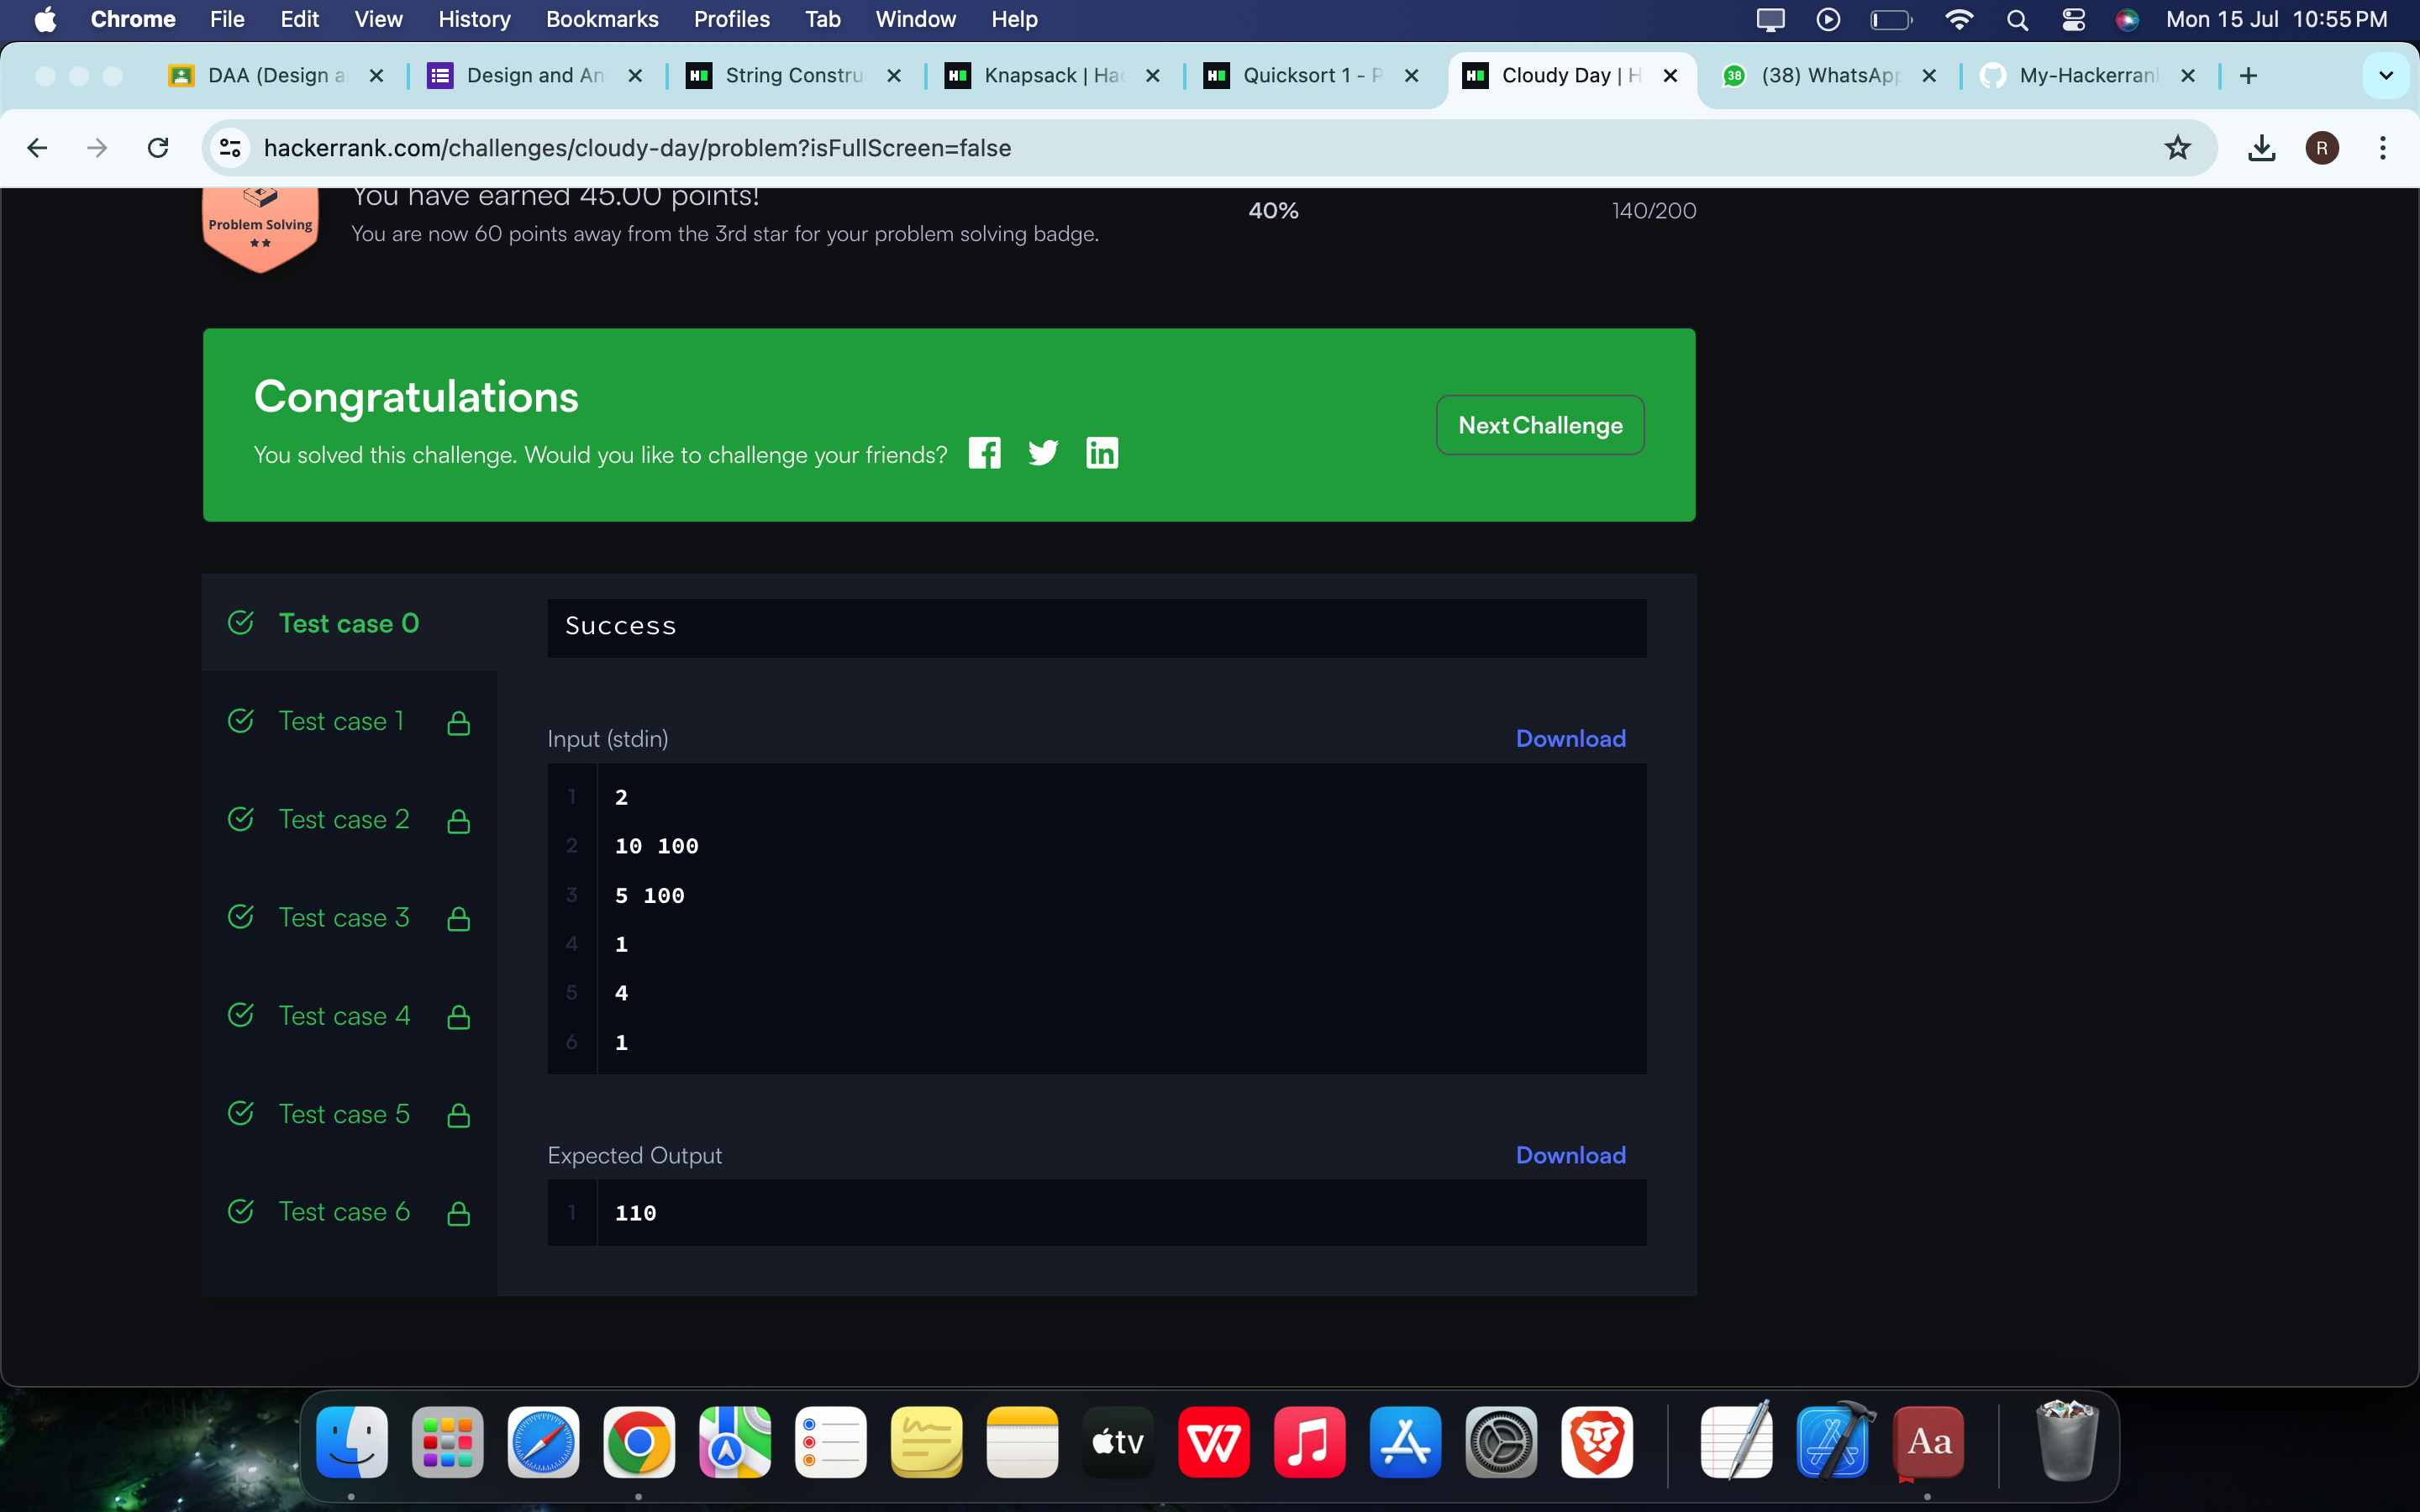 Chrome File Edit View History Bookmarks Profiles Tab Window Help Mon 15 Jul 10:55 PM
DAA (Design a Design and An String Constru Knapsack | Ha Quicksort 1 - P Cloudy Day | H 38 (38) WhatsApp My-Hackerran
hackerrank.com/challenges/cloudy-day/problem?isFullScreen=false R
You have earned 45.00 points!
40% 140/200
Problem Solving
You are now 60 points away from the 3rd star for your problem solving badge.
Congratulations
Next Challenge
You solved this challenge. Would you like to challenge your friends?
Test case 0
Success
Test case 1
Input (stdin) Download
1 2
Test case 2
2 10 100
3 5 100
Test case 3
4 1
5 4
Test case 4
6 1
Test case 5
Expected Output Download
Test case 6
1 110
tv
Aa